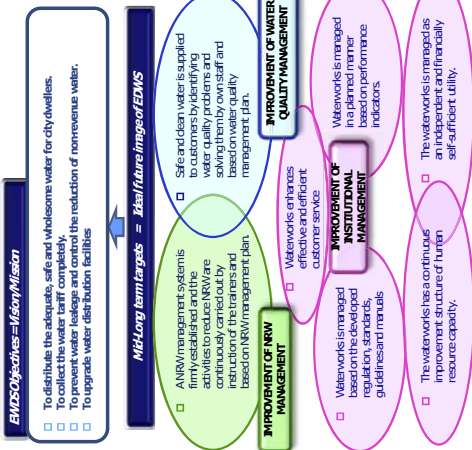 EWDS Objectives = Vision/Mission
□ To distribute the adequate, safe and wholesome water for city dwellers.
□ To collect the water tariff completely.
□ To prevent water leakage and control the reduction of non-revenue water.
□ To upgrade water distribution facilities
Mid-Long term targets = Ideal future image of EDWS
□ A NRW management system is
firmly established and the
activities to reduce NRW are
continuously carried out by
instruction of the trainers and
based on NRW management plan.
□ Safe and clean water is supplied
to customers by identifying
water quality problems and
solving them by own staff and
based on water quality
management plan.
IMPROVEMENT OF NRW
MANAGEMENT
IMPROVEMENT OF WATER
QUALITY MANAGEMENT
□ Waterworks enhances
effective and efficient
customer service
IMPROVEMENT OF
INSTITUTIONAL
MANAGEMENT
□ Waterworks is managed
based on the developed
regulation, standards,
guidelines and manuals
Waterworks is managed
in a planned manner
based on performance
indicators.
□ The waterworks has a continuous
improvement structure of human
resource capacity.
□ The waterworks is managed as
an independent and financially
self-sufficient utility.